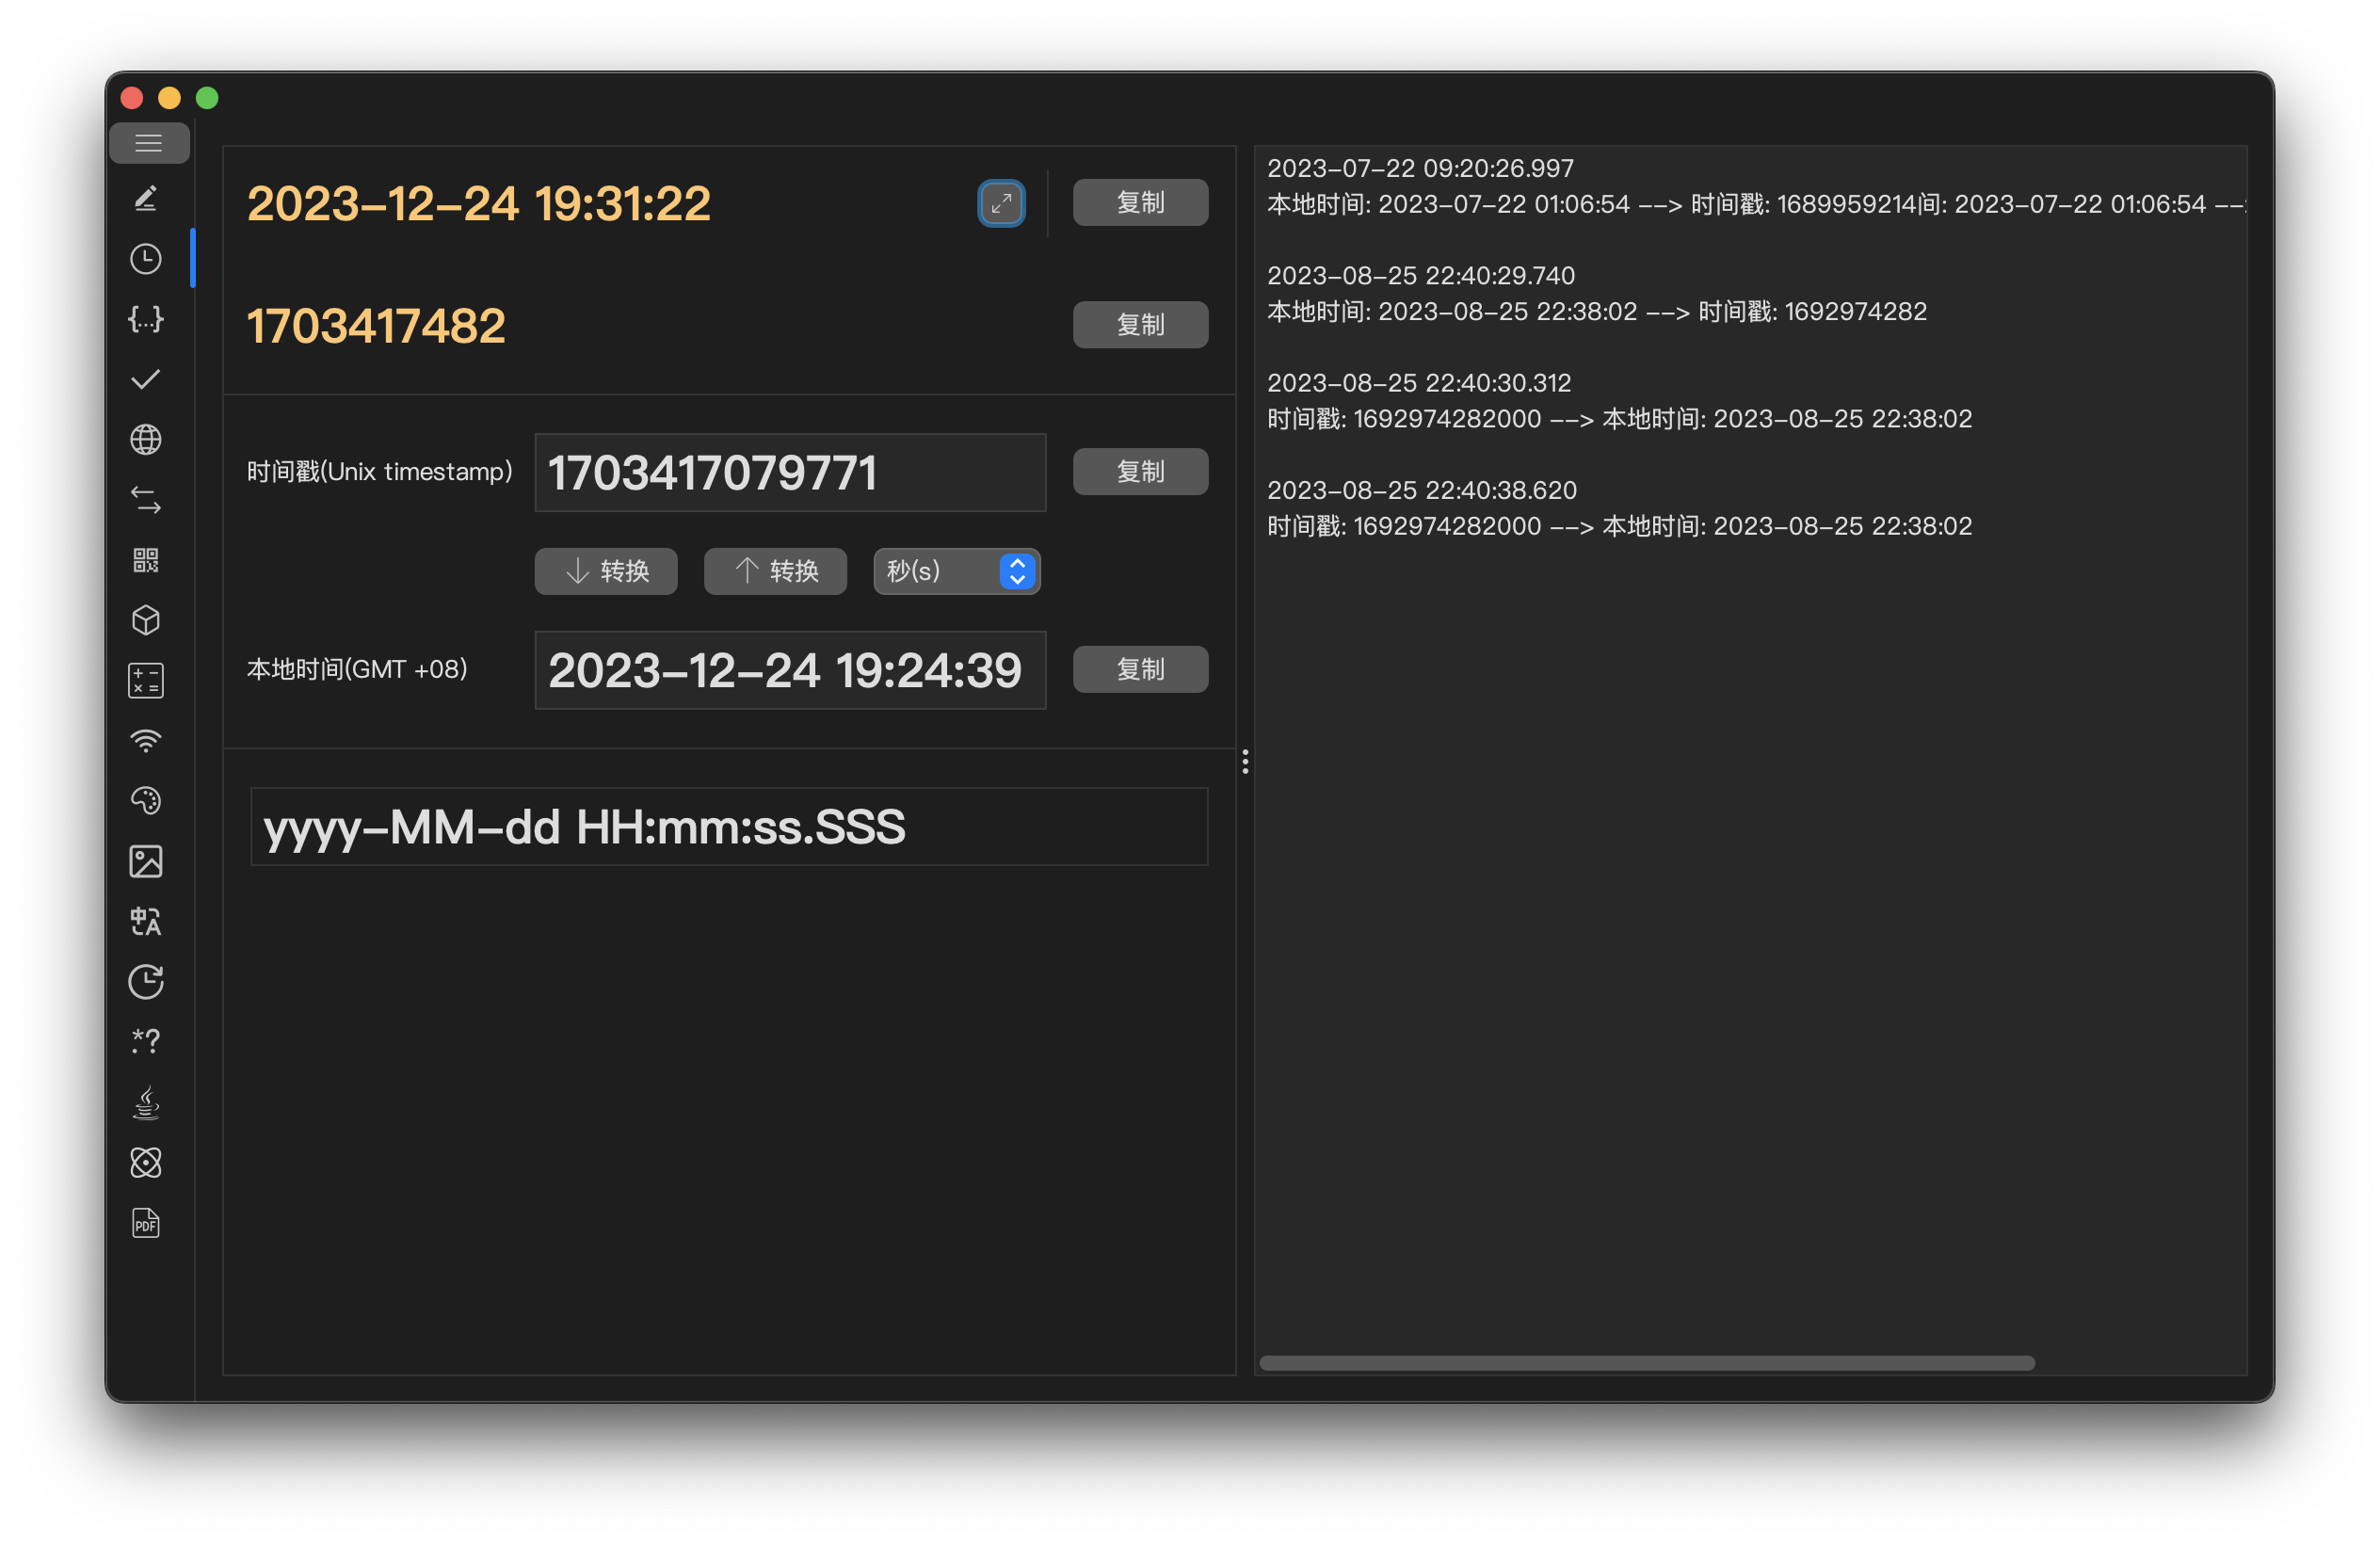 2023-12-24 19:31:22
复制
1703417482
复制
时间戳(Unix timestamp)
1703417079771
复制
转换
转换
秒(s)
本地时间(GMT +08)
2023-12-24 19:24:39
复制
yyyy-MM-dd HH:mm:ss.SSS
2023-07-22 09:20:26.997
本地时间: 2023-07-22 01:06:54 --> 时间戳: 1689959214间: 2023-07-22 01:06:54 --
2023-08-25 22:40:29.740
本地时间: 2023-08-25 22:38:02 --> 时间戳: 1692974282
2023-08-25 22:40:30.312
时间戳: 1692974282000 --> 本地时间: 2023-08-25 22:38:02
2023-08-25 22:40:38.620
时间戳: 1692974282000 --> 本地时间: 2023-08-25 22:38:02
PDF